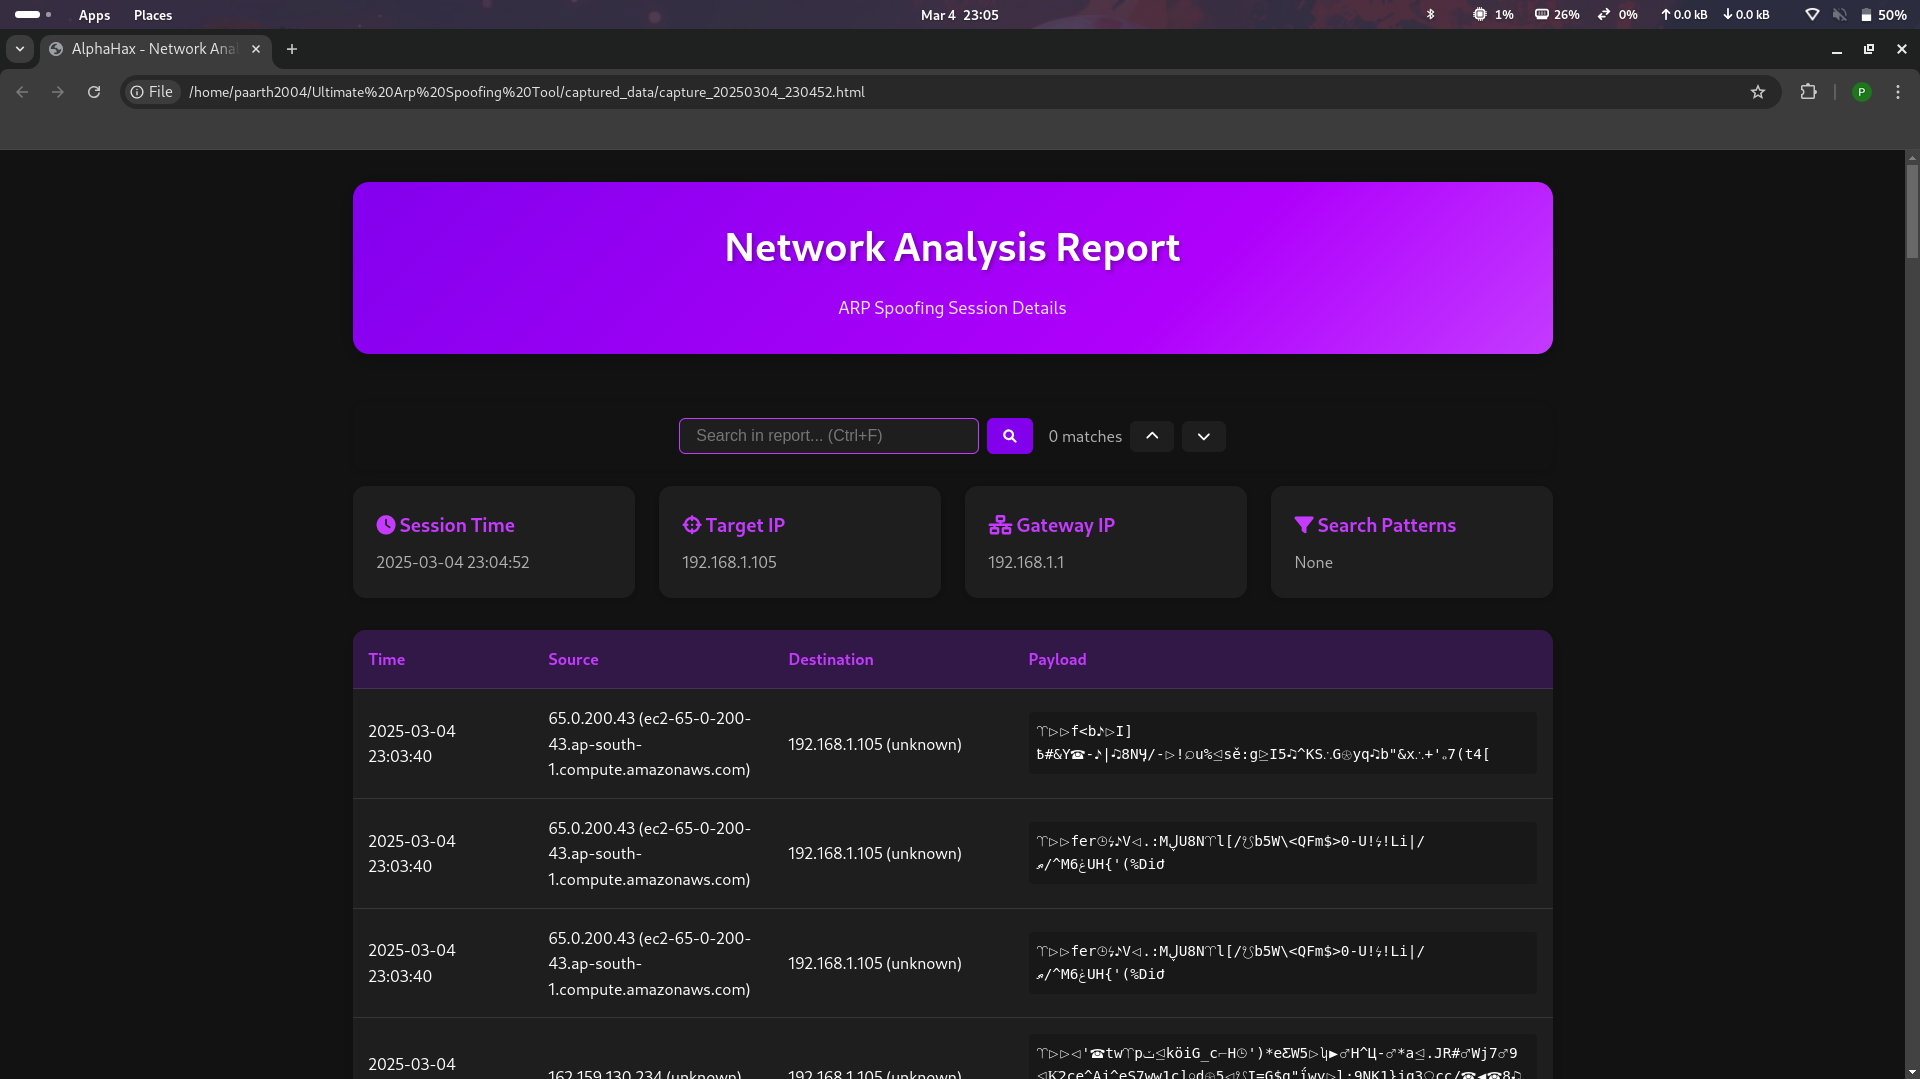 Apps Places Mar 4 23:05 1% 26% 0% 0.0 kB 0.0 kB 50%
AlphaHax - Network Anal
File /home/paarth2004/Ultimate%20Arp%20Spoofing%20Tool/captured_data/capture_20250304_230452.html P
Network Analysis Report
ARP Spoofing Session Details
Search in report... (Ctrl+F) 0 matches
Session Time
2025-03-04 23:04:52
Target IP
192.168.1.105
Gateway IP
192.168.1.1
Search Patterns
None
Time Source Destination Payload
2025-03-04
23:03:40
65.0.200.43 (ec2-65-0-200-
43.ap-south-
1.compute.amazonaws.com)
192.168.1.105 (unknown)
2025-03-04
23:03:40
65.0.200.43 (ec2-65-0-200-
43.ap-south-
1.compute.amazonaws.com)
192.168.1.105 (unknown)
2025-03-04
23:03:40
65.0.200.43 (ec2-65-0-200-
43.ap-south-
1.compute.amazonaws.com)
192.168.1.105 (unknown)
2025-03-04
162.159.130.234 (unknown)
192.168.1.105 (unknown)